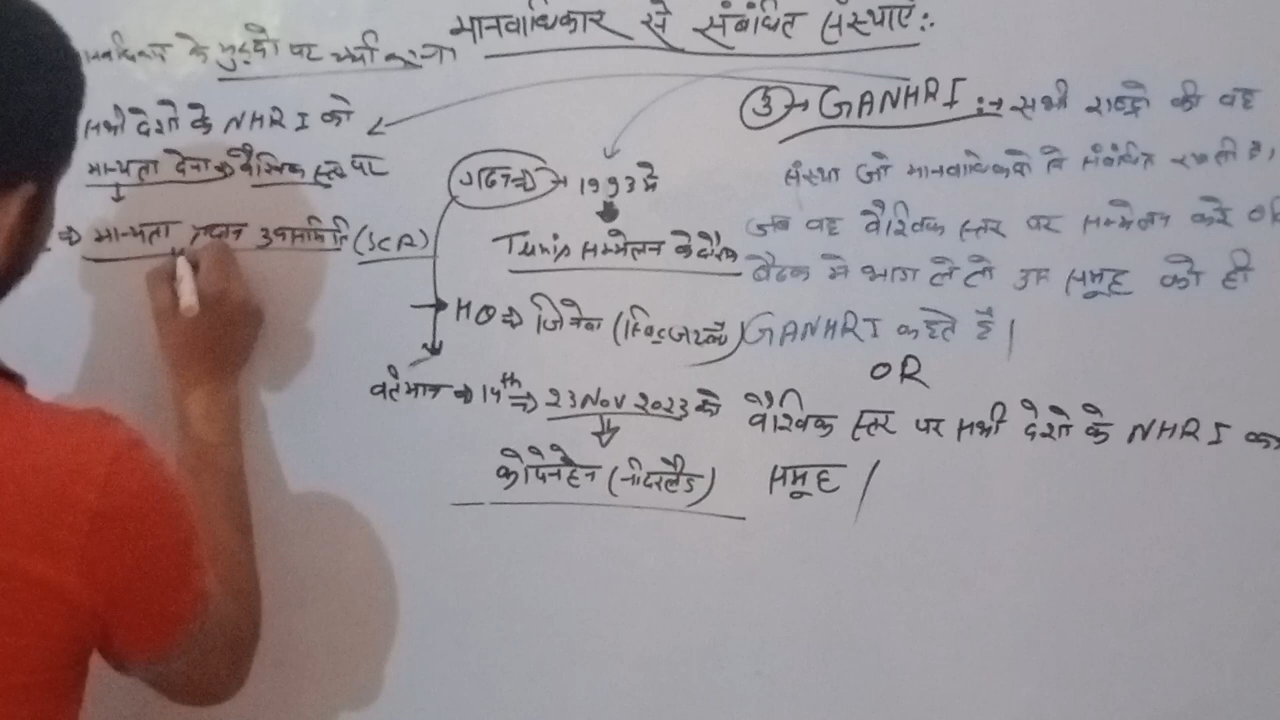 मानवाधिकार से संबंधित संस्थाएं :-
के मुद्दो पर चर्चा करना
③ → GANHRI :→ सभी राष्ट्रो की वह
संस्था जो मानवाधिकारो से संबंधित रखती है,
जब वह वैश्विक स्तर पर सम्मेलन करे
बैठक मे भाग ले तो उस समूह को ही
GANHRI कहते है।
OR
वैश्विक स्तर पर सभी देशो के NHRI का
समूह।
गठन ⇒ → 1993 मे
Tunis सम्मेलन के दौरान
→ HQ ⇒ जिनेवा (स्विट्जरलैंड)
वर्तमान ⇒ 14th ⇒ 23 Nov 2023 को
कोपेनहेगन (नीदरलैंड)
सभी देशो के NHRI को
मान्यता देना ⇒ वैश्विक स्तर पर
⇒ मान्यता उपसमिति (SCA)